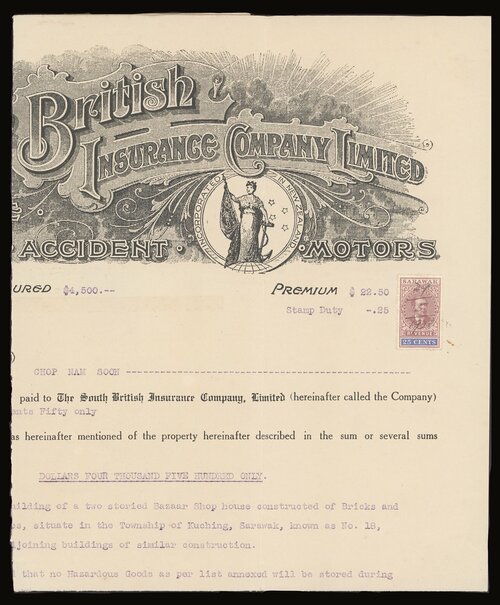 British
INSURANCE COMPANY LIMITED
INCORPORATED IN NEW ZEALAND
ACCIDENT · MOTORS
URED $4,500.-- PREMIUM $ 22.50
Stamp Duty -.25
SARAWAK
REVENUE
25 CENTS
CHOP NAM SOON
paid to The South British Insurance Company, Limited (hereinafter called the Company)
ents Fifty only
as hereinafter mentioned of the property hereinafter described in the sum or several sums
DOLLARS FOUR THOUSAND FIVE HUNDRED ONLY.
uilding of a two storied Bazaar Shop house constructed of Bricks and
es, situate in the Township of Kuching, Sarawak, known as No. 18,
djoining buildings of similar construction.
that no Hazardous Goods as per list annexed will be stored during